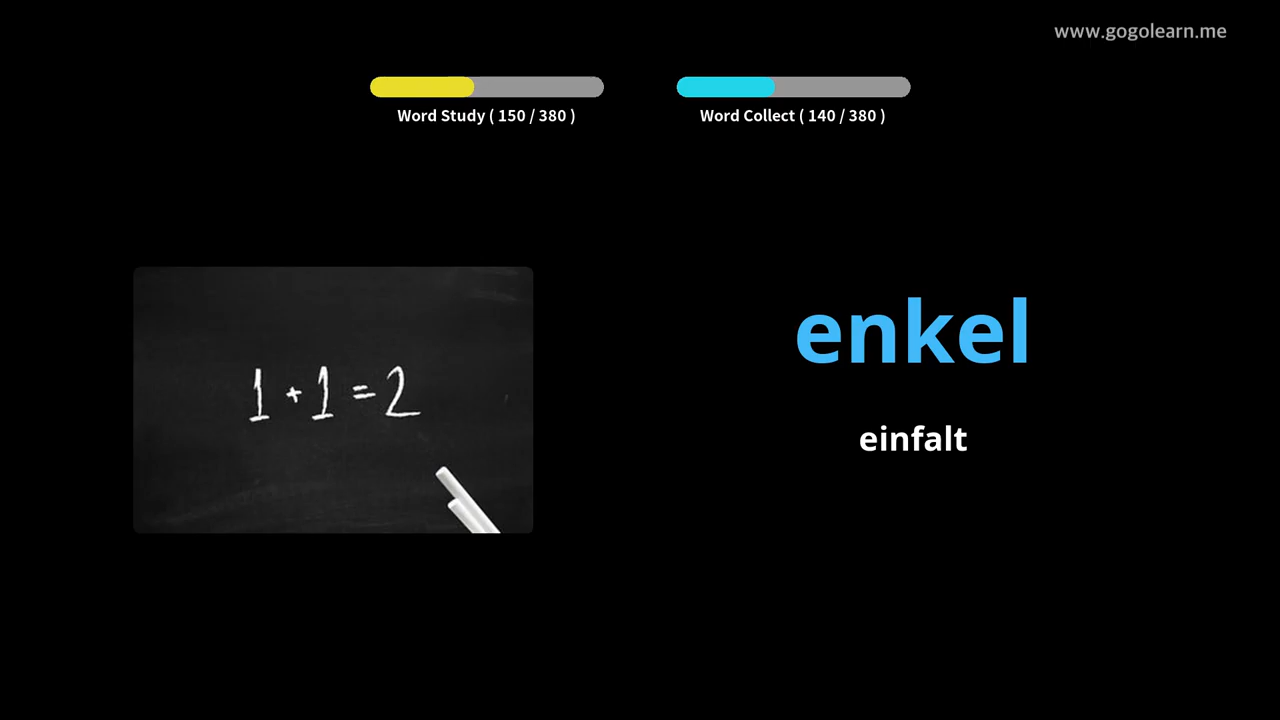 www.gogolearn.me
Word Study ( 150 / 380 )
Word Collect ( 140 / 380 )
1 + 1 = 2
enkel
einfalt